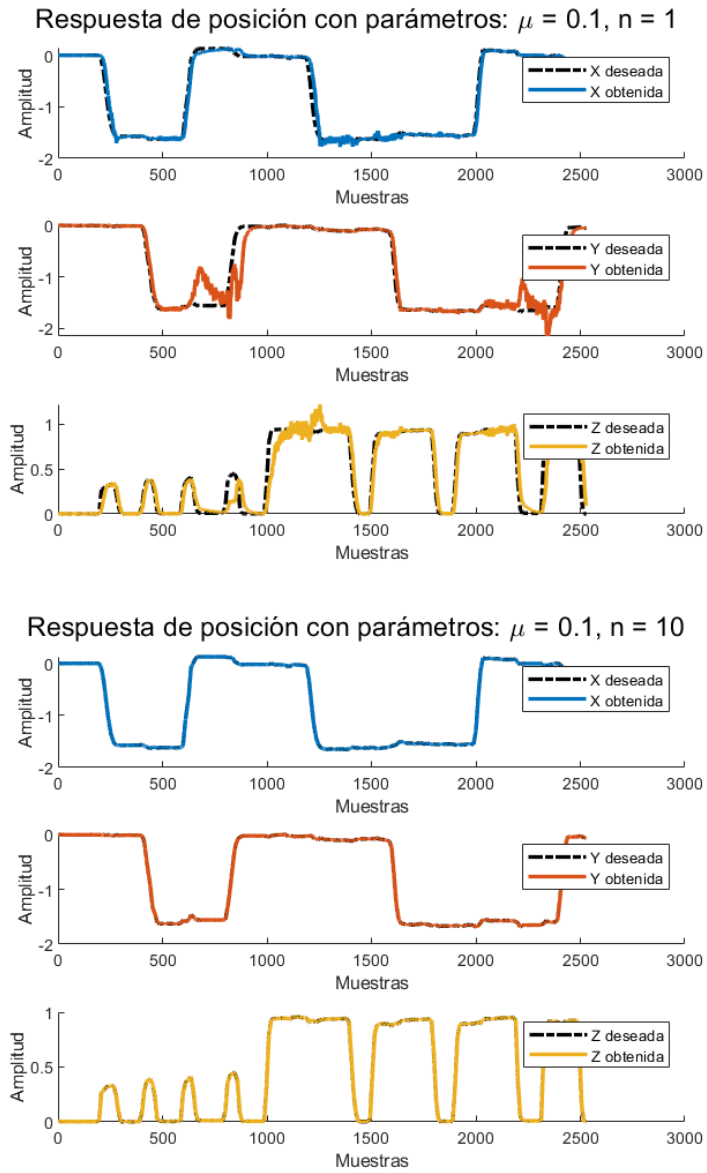 Respuesta de posición con parámetros: μ = 0.1, n = 1
Amplitud
0
-1
-2
X deseada
X obtenida
0 500 1000 1500 2000 2500 3000
Muestras
Amplitud
0
-1
-2
Y deseada
Y obtenida
0 500 1000 1500 2000 2500 3000
Muestras
Amplitud
1
0.5
0
Z deseada
Z obtenida
0 500 1000 1500 2000 2500 3000
Muestras
Respuesta de posición con parámetros: μ = 0.1, n = 10
Amplitud
0
-1
-2
X deseada
X obtenida
0 500 1000 1500 2000 2500 3000
Muestras
Amplitud
0
-1
-2
Y deseada
Y obtenida
0 500 1000 1500 2000 2500 3000
Muestras
Amplitud
1
0.5
0
Z deseada
Z obtenida
0 500 1000 1500 2000 2500 3000
Muestras